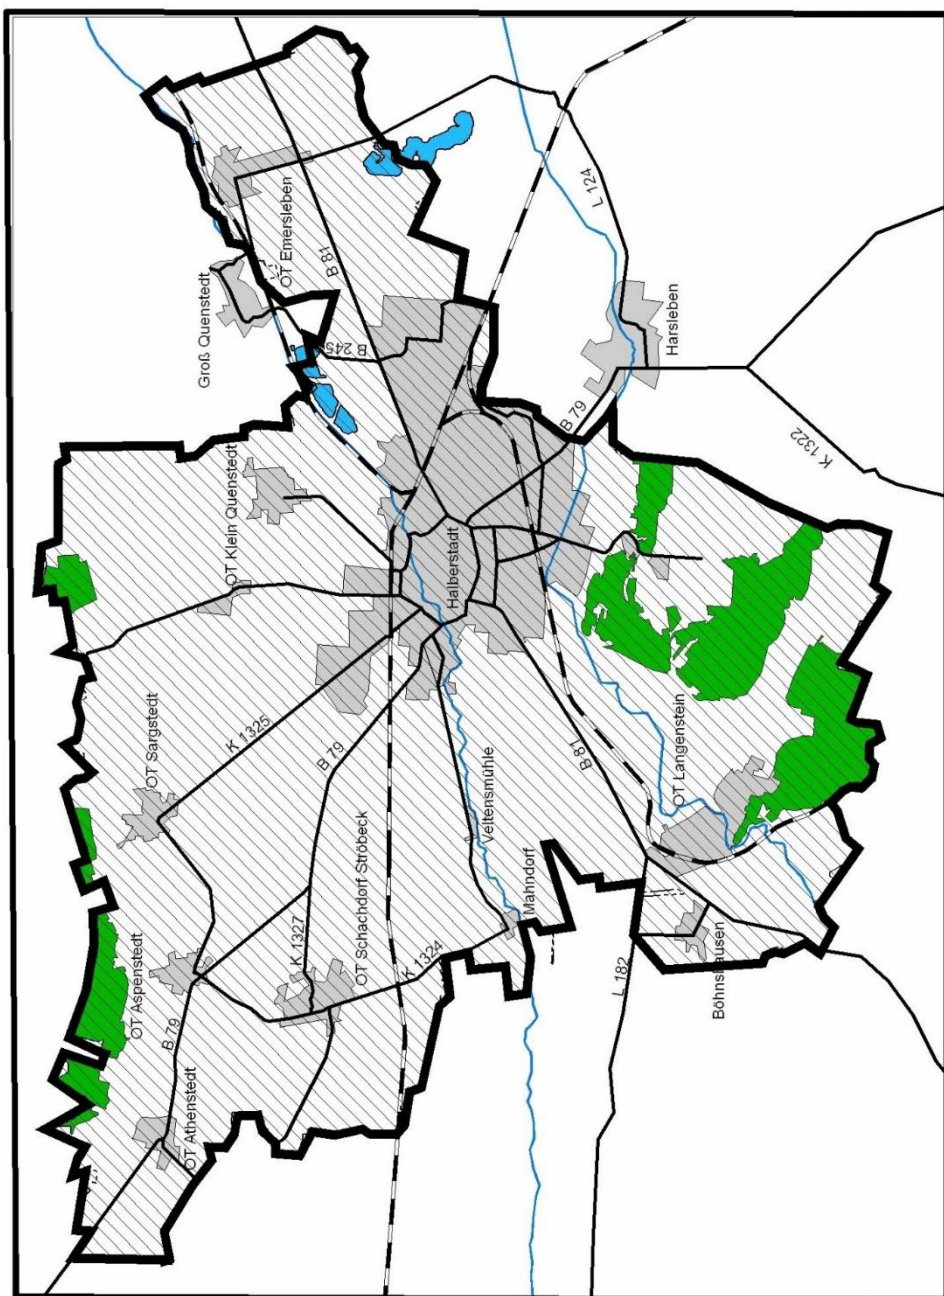 OT Emersleben
B 81
Groß Quenstedt
B 245
L 124
Harsleben
B 79
K 1322
OT Klein Quenstedt
Halberstadt
OT Sargstedt
K 1325
B 79
OT Langenstein
B 81
Veltensmühle
Mahndorf
OT Schachdorf Ströbeck
K 1327
K 1324
OT Aspenstedt
B 79
L 182
Böhnshausen
OT Athenstedt